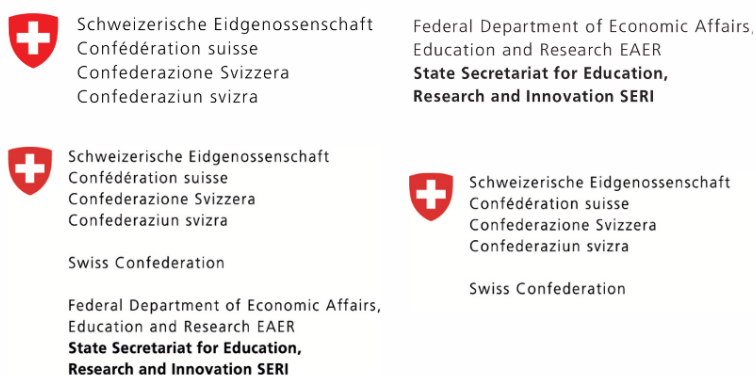 Schweizerische Eidgenossenschaft
Confédération suisse
Confederazione Svizzera
Confederaziun svizra
Federal Department of Economic Affairs,
Education and Research EAER
State Secretariat for Education,
Research and Innovation SERI
Schweizerische Eidgenossenschaft
Confédération suisse
Confederazione Svizzera
Confederaziun svizra
Swiss Confederation
Federal Department of Economic Affairs,
Education and Research EAER
State Secretariat for Education,
Research and Innovation SERI
Schweizerische Eidgenossenschaft
Confédération suisse
Confederazione Svizzera
Confederaziun svizra
Swiss Confederation